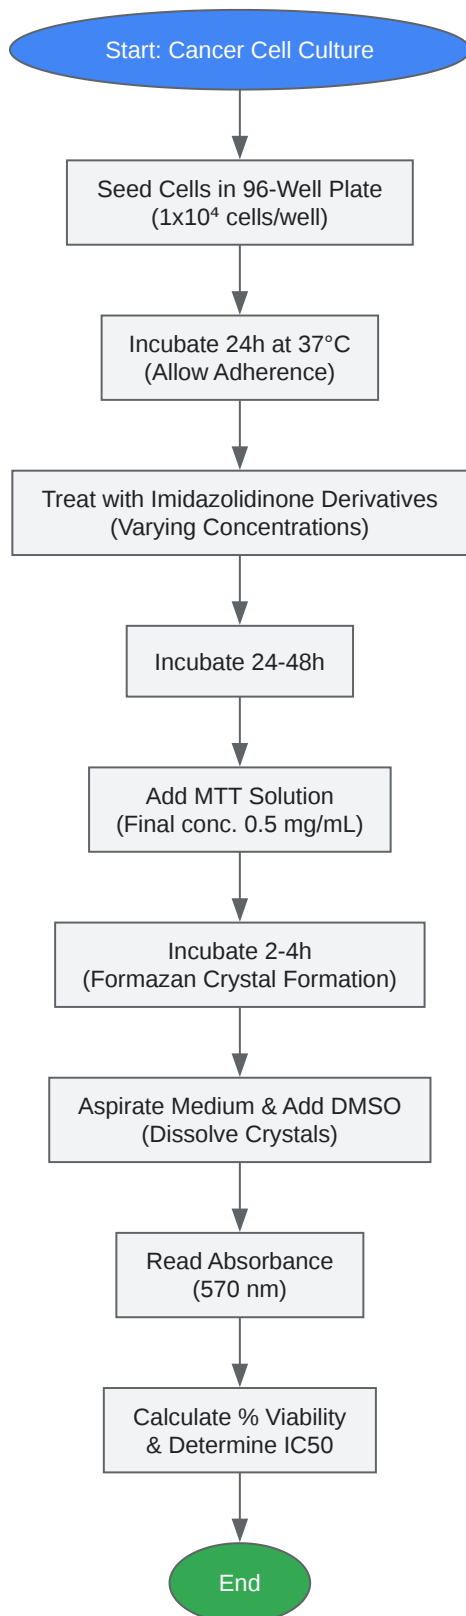 Start: Cancer Cell Culture
Seed Cells in 96-Well Plate
(1x10⁴ cells/well)
Incubate 24h at 37°C
(Allow Adherence)
Treat with Imidazolidinone Derivatives
(Varying Concentrations)
Incubate 24-48h
Add MTT Solution
(Final conc. 0.5 mg/mL)
Incubate 2-4h
(Formazan Crystal Formation)
Aspirate Medium & Add DMSO
(Dissolve Crystals)
Read Absorbance
(570 nm)
Calculate % Viability
& Determine IC50
End